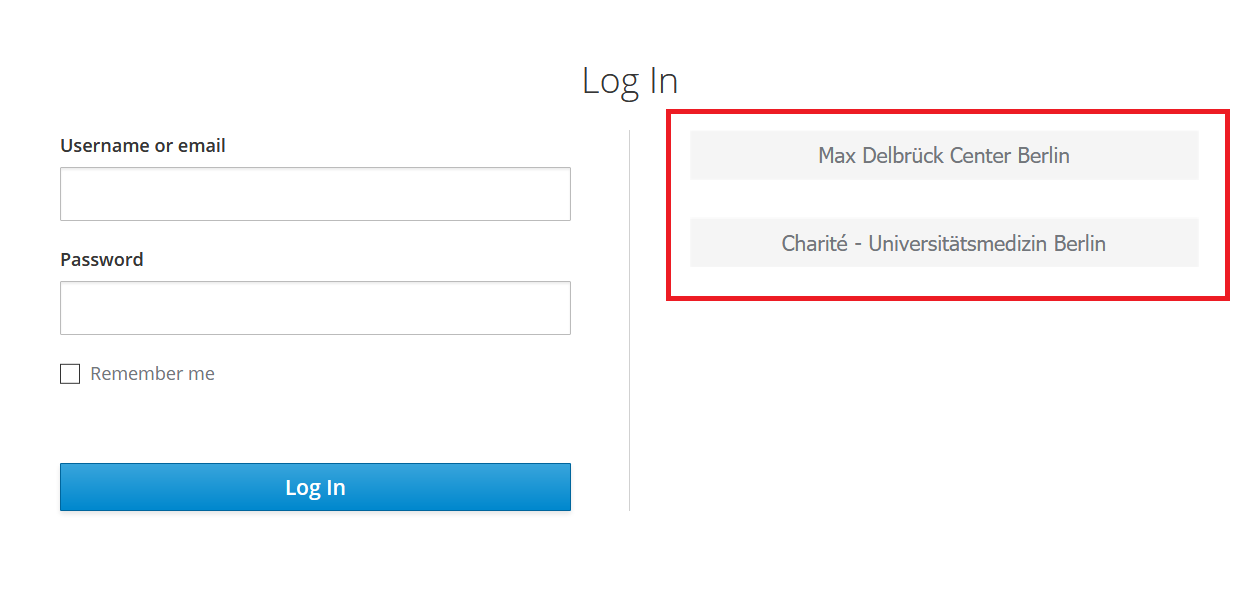 Log In
Username or email
Password
Remember me
Log In
Max Delbrück Center Berlin
Charité - Universitätsmedizin Berlin